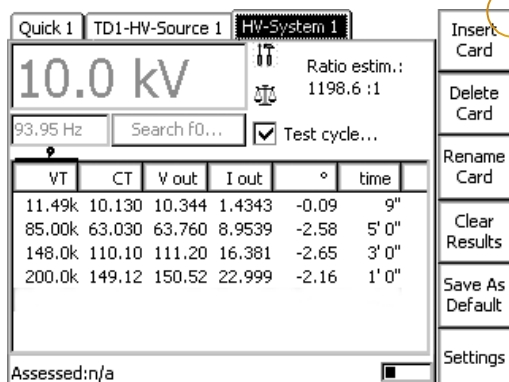 Quick 1 TD1-HV-Source 1 HV-System 1
10.0 kV
Ratio estim.:
1198.6 :1
93.95 Hz Search f0... Test cycle...
VT CT V out I out ° time
11.49k 10.130 10.344 1.4343 -0.09 9"
85.00k 63.030 63.760 8.9539 -2.58 5' 0"
148.0k 110.10 111.20 16.381 -2.65 3' 0"
200.0k 149.12 150.52 22.999 -2.16 1' 0"
Assessed:n/a
Insert
Card
Delete
Card
Rename
Card
Clear
Results
Save As
Default
Settings